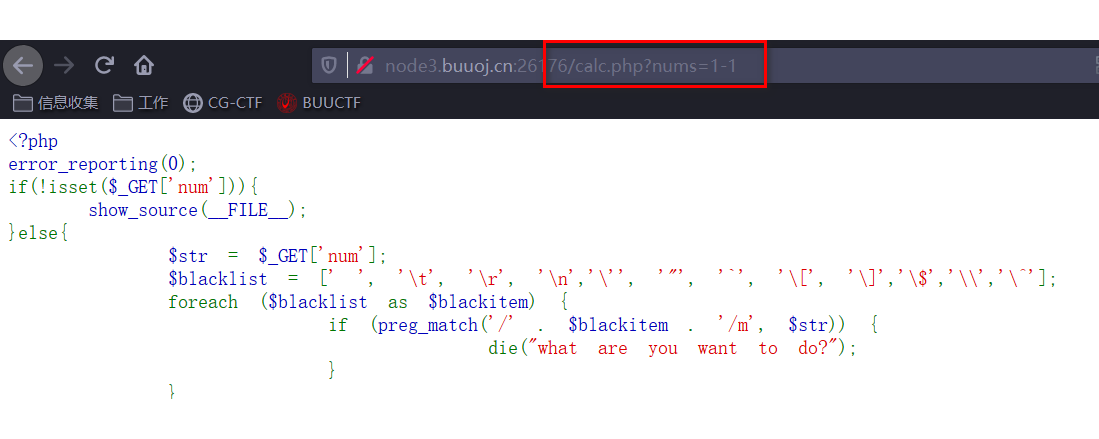 node3.buuoj.cn:26176/calc.php?nums=1-1
信息收集 工作 CG-CTF BUUCTF
<?php
error_reporting(0);
if(!isset($_GET['num'])){
show_source(__FILE__);
}else{
$str = $_GET['num'];
$blacklist = [' ', '\t', '\r', '\n','\'', '"', '`', '\[', '\]','\$','\\','\^'];
foreach ($blacklist as $blackitem) {
if (preg_match('/' . $blackitem . '/m', $str)) {
die("what are you want to do?");
}
}